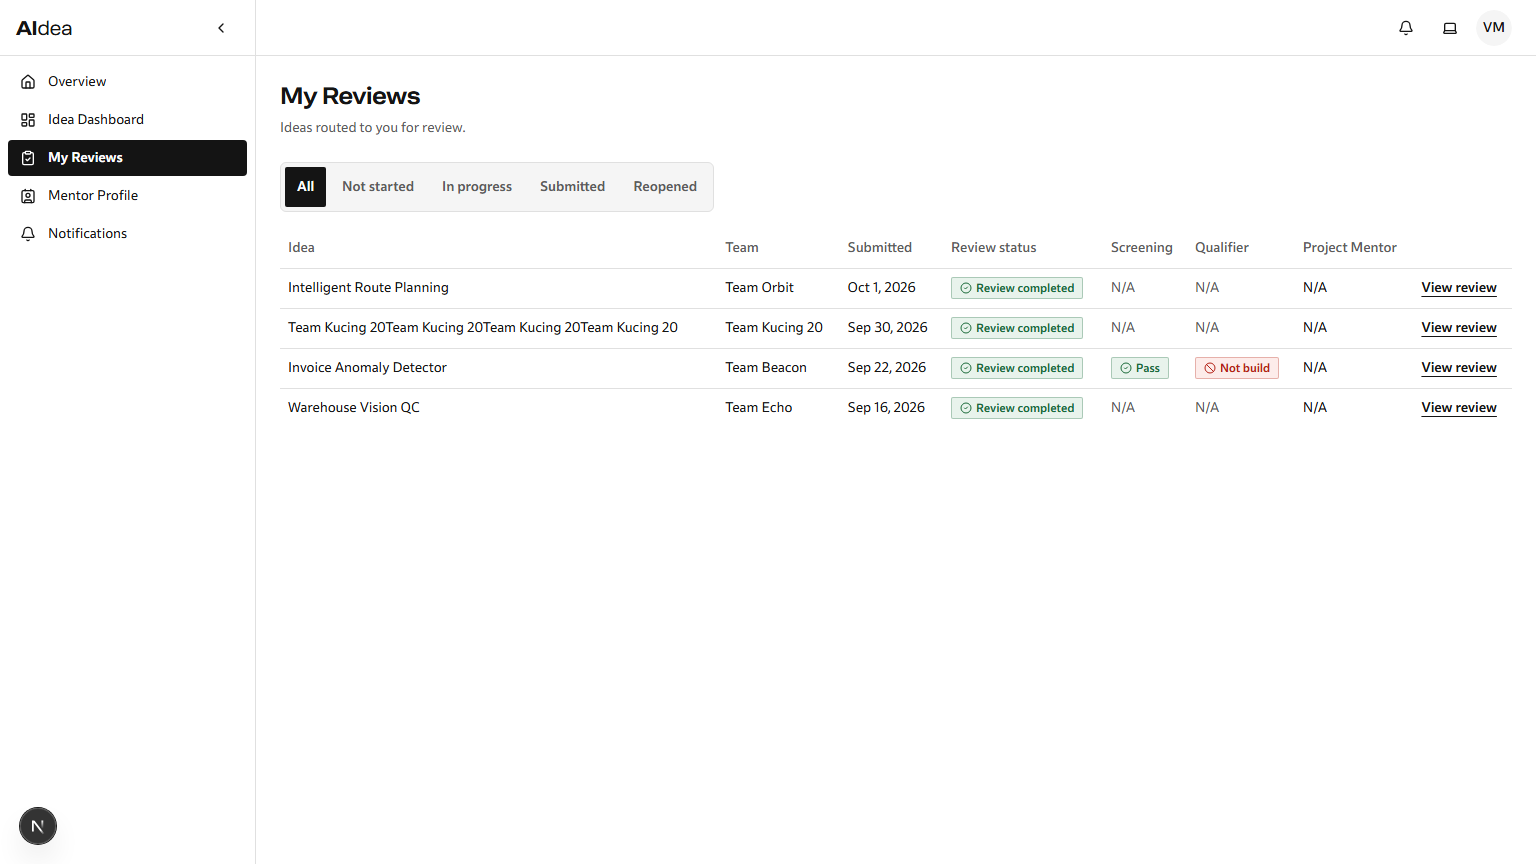 AIdea
VM
Overview
Idea Dashboard
My Reviews
Mentor Profile
Notifications
My Reviews
Ideas routed to you for review.
All Not started In progress Submitted Reopened
Idea Team Submitted Review status Screening Qualifier Project Mentor
Intelligent Route Planning Team Orbit Oct 1, 2026 Review completed N/A N/A N/A View review
Team Kucing 20Team Kucing 20Team Kucing 20Team Kucing 20 Team Kucing 20 Sep 30, 2026 Review completed N/A N/A N/A View review
Invoice Anomaly Detector Team Beacon Sep 22, 2026 Review completed Pass Not build N/A View review
Warehouse Vision QC Team Echo Sep 16, 2026 Review completed N/A N/A N/A View review
N